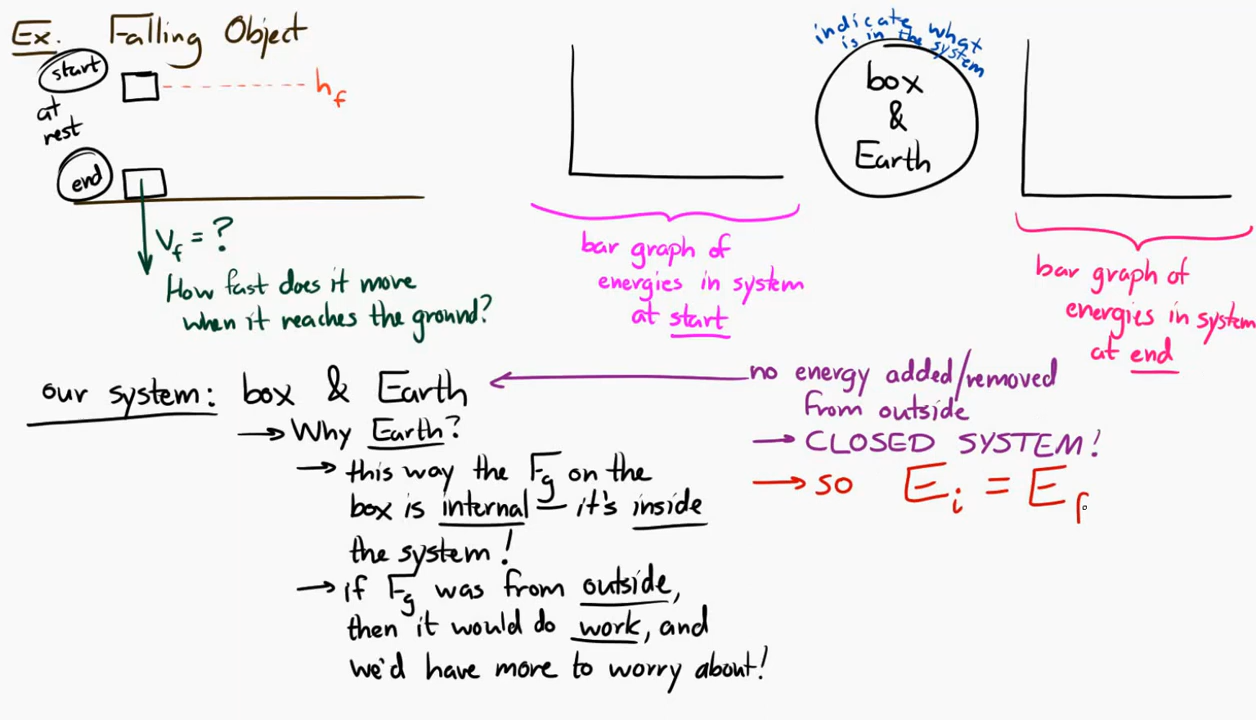 Ex. Falling Object
start
at
rest
h_f
end
V_f = ?
How fast does it move
when it reaches the ground?
indicate what
is in the system
box
&
Earth
bar graph of
energies in system
at start
bar graph of
energies in system
at end
our system: box & Earth
→ Why Earth?
→ this way the F_g on the
box is internal – it's inside
the system!
→ if F_g was from outside,
then it would do work, and
we'd have more to worry about!
no energy added/removed
from outside
→ CLOSED SYSTEM!
→ so E_i = E_f